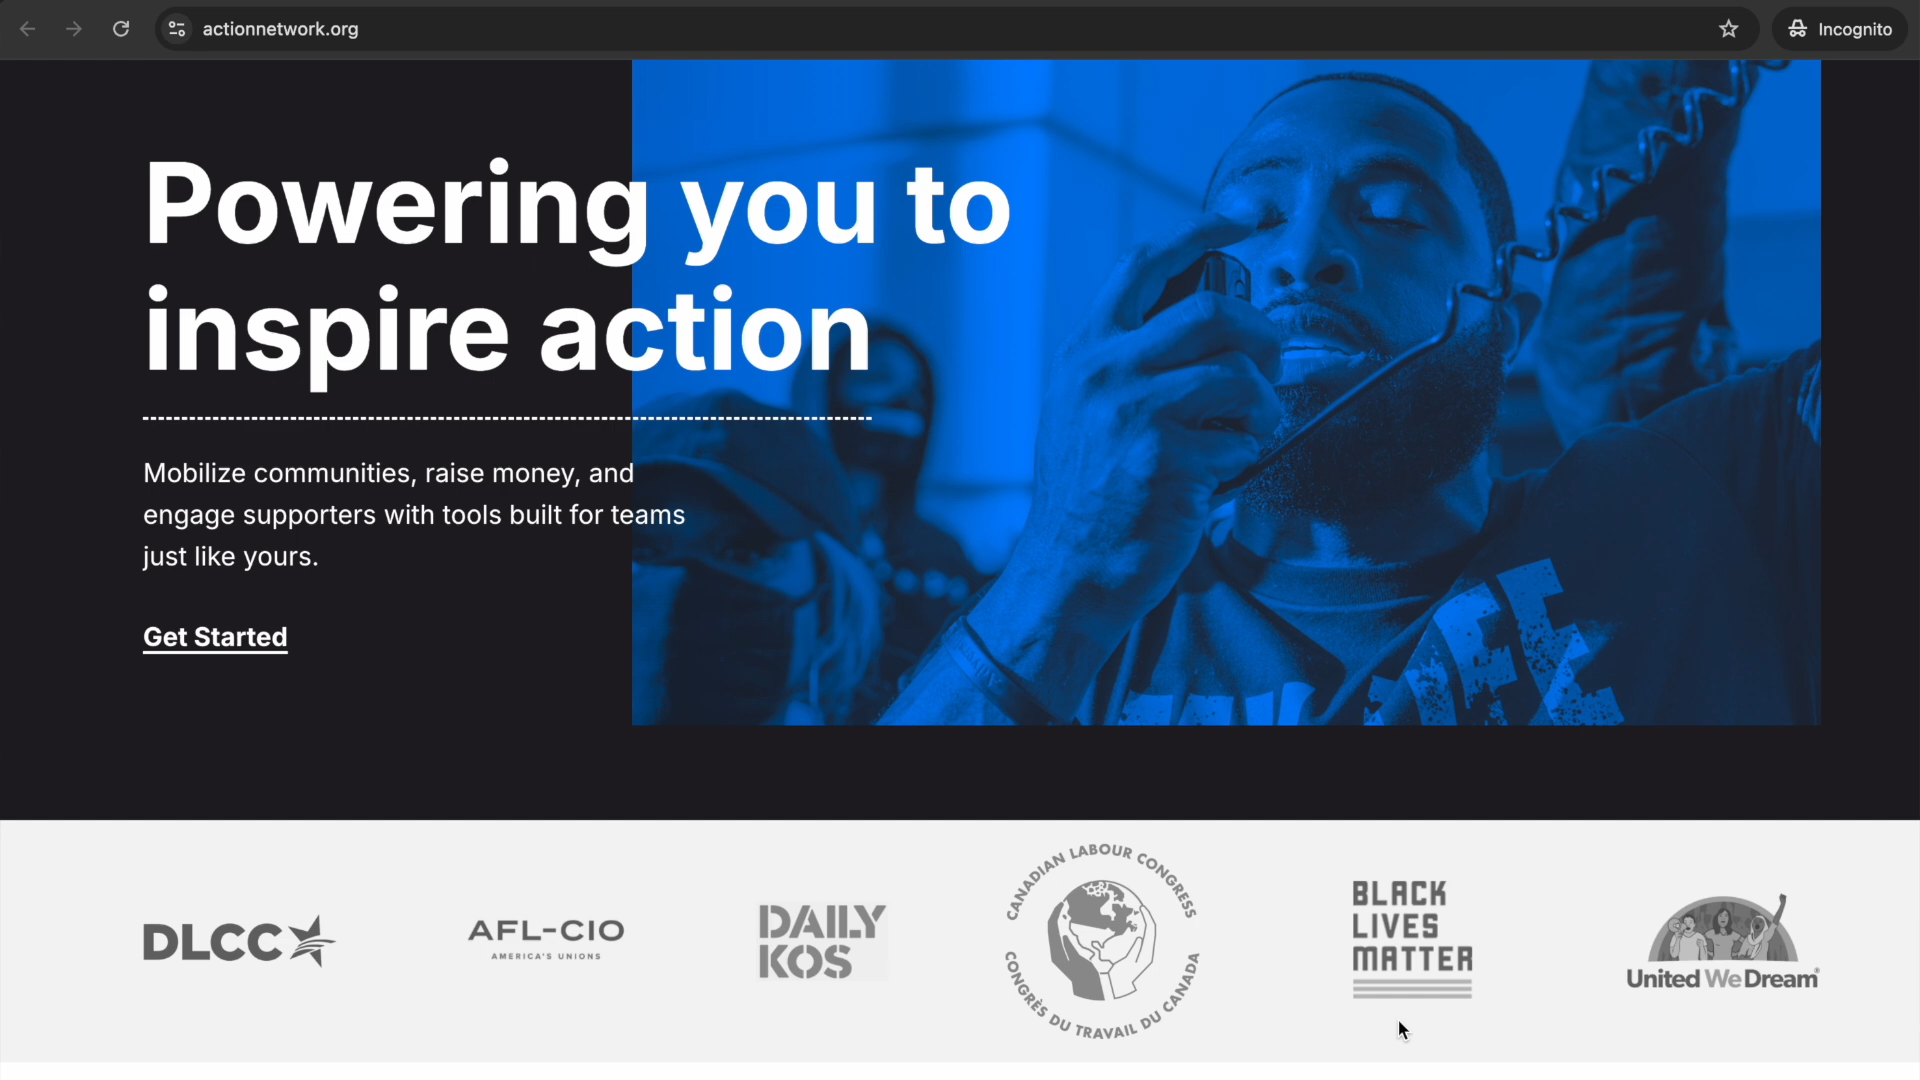 actionnetwork.org
Incognito
Powering you to
inspire action
Mobilize communities, raise money, and
engage supporters with tools built for teams
just like yours.
Get Started
DLCC
AFL-CIO
AMERICA'S UNIONS
DAILY
KOS
CANADIAN LABOUR CONGRESS
CONGRÈS DU TRAVAIL DU CANADA
BLACK
LIVES
MATTER
United We Dream®